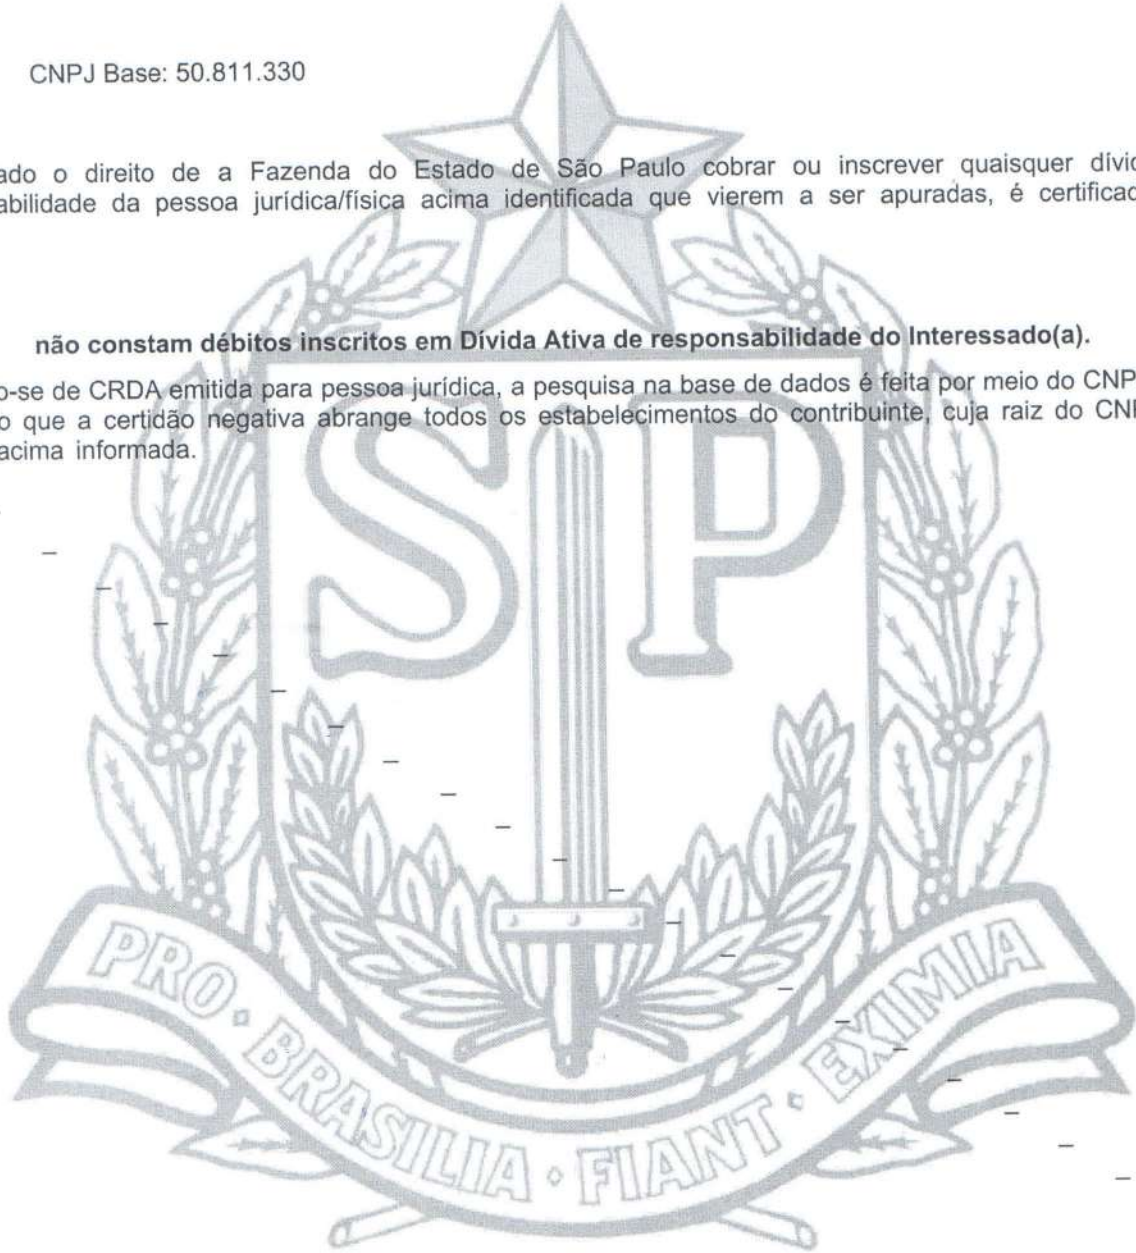 CNPJ Base: 50.811.330
ado o direito de a Fazenda do Estado de São Paulo cobrar ou inscrever quaisquer dívid
abilidade da pessoa jurídica/física acima identificada que vierem a ser apuradas, é certificad
não constam débitos inscritos em Dívida Ativa de responsabilidade do Interessado(a).
o-se de CRDA emitida para pessoa jurídica, a pesquisa na base de dados é feita por meio do CNP
o que a certidão negativa abrange todos os estabelecimentos do contribuinte, cuja raiz do CNP
acima informada.
SP
PRO · BRASILIA · FIANT · EXIMIA